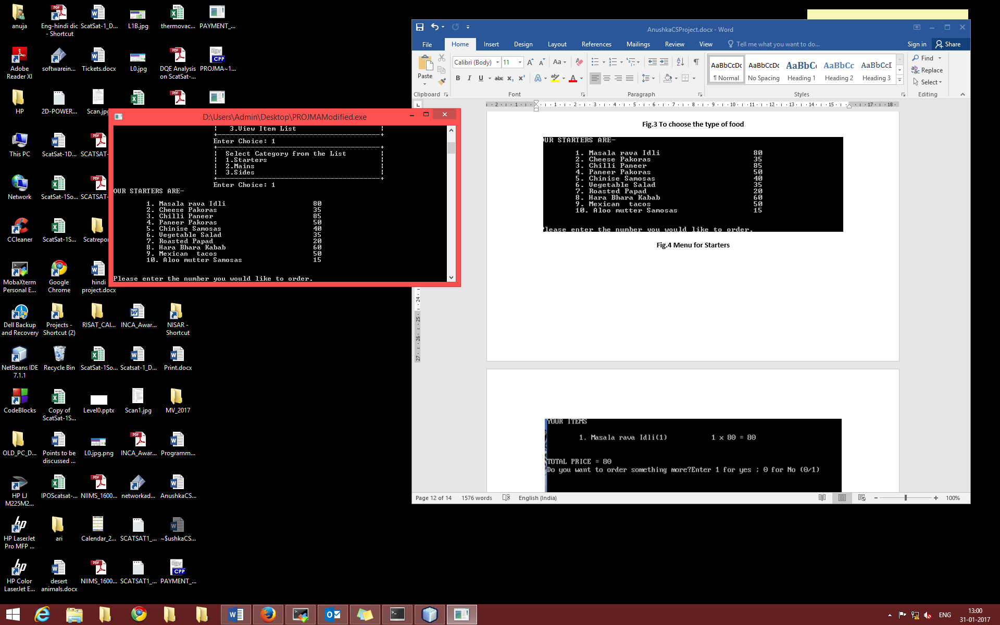 anuja
Eng-hindi dic - Shortcut
ScatSat-1_D...
L1B.jpg
thermovac...
PAYMENT_...
Adobe Reader XI
softwarein...
Tickets.docx
L0.jpg
DQE Analysis on ScatSat-...
PROJMA~1...
HP
2D-POWER...
Scan.jpg
This PC
ScatSat-1D...
SCATSAT-
Network
ScatSat-1So...
SCATSAT-
CCleaner
ScatSat-1S...
Scatrepor
MobaXterm Personal E...
Google Chrome
hindi project.docx
Dell Backup and Recovery
Projects - Shortcut (2)
RISAT_CAI...
INCA_Awar...
NISAR - Shortcut
NetBeans IDE 7.1.1
Recycle Bin
ScatSat-1So...
Scatsat-1_D...
Print.docx
CodeBlocks
Copy of ScatSat-1S...
Level0.pptx
Scan1.jpg
MV_2017
OLD_PC_D...
Points to be discussed ...
L0.jpg.png
INCA_Awar...
Programm...
HP LJ M225M2...
IPOScatsat-...
NIIMS_1600...
networkad...
AnushkaCS...
HP LaserJet Pro MFP ...
ari
Calendar_2...
SCATSAT1_...
~$ushkaCS...
HP Color LaserJet E...
desert animals.docx
NIIMS_1600...
SCATSAT1_...
PAYMENT_...
D:\Users\Admin\Desktop\PROJMAModified.exe
3.View Item List
Enter Choice: 1
Select Category from the List
1.Starters
2.Mains
3.Sides
Enter Choice: 1
OUR STARTERS ARE-
1. Masala rava Idli 80
2. Cheese Pakoras 35
3. Chilli Paneer 85
4. Paneer Pakoras 50
5. Chinise Samosas 40
6. Vegetable Salad 35
7. Roasted Papad 20
8. Hara Bhara Kabab 60
9. Mexican  tacos 50
10. Aloo mutter Samosas 15
Please enter the number you would like to order.
AnushkaCSProject.docx - Word
File Home Insert Design Layout References Mailings Review View Tell me what you want to do... Sign in Share
Paste
Calibri (Body) 11
AaBbCcDc AaBbCcDc AaBbC AaBbCc AaBbCcI
¶ Normal No Spacing Heading 1 Heading 2 Heading 3
Find
Replace
Select
Clipboard Font Paragraph Styles Editing
Fig.3 To choose the type of food
OUR STARTERS ARE-
1. Masala rava Idli 80
2. Cheese Pakoras 35
3. Chilli Paneer 85
4. Paneer Pakoras 50
5. Chinise Samosas 40
6. Vegetable Salad 35
7. Roasted Papad 20
8. Hara Bhara Kabab 60
9. Mexican  tacos 50
10. Aloo mutter Samosas 15
Please enter the number you would like to order.
Fig.4 Menu for Starters
YOUR ITEMS
1. Masala rava Idli(1) 1 x 80 = 80
TOTAL PRICE = 80
Do you want to order something more?Enter 1 for yes ; 0 for No (0/1)
Page 12 of 14 1576 words English (India) 100%
ENG
13:00
31-01-2017